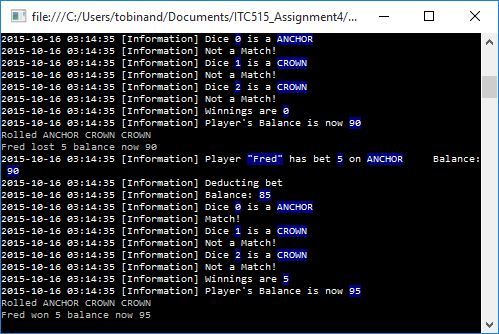 file:///C:/Users/tobinand/Documents/ITC515_Assignment4/...
2015-10-16 03:14:35 [Information] Dice 0 is a ANCHOR
2015-10-16 03:14:35 [Information] Not a Match!
2015-10-16 03:14:35 [Information] Dice 1 is a CROWN
2015-10-16 03:14:35 [Information] Not a Match!
2015-10-16 03:14:35 [Information] Dice 2 is a CROWN
2015-10-16 03:14:35 [Information] Not a Match!
2015-10-16 03:14:35 [Information] Winnings are 0
2015-10-16 03:14:35 [Information] Player's Balance is now 90
Rolled ANCHOR CROWN CROWN
Fred lost 5 balance now 90
2015-10-16 03:14:35 [Information] Player "Fred" has bet 5 on ANCHOR     Balance:
 90
2015-10-16 03:14:35 [Information] Deducting bet
2015-10-16 03:14:35 [Information] Balance: 85
2015-10-16 03:14:35 [Information] Dice 0 is a ANCHOR
2015-10-16 03:14:35 [Information] Match!
2015-10-16 03:14:35 [Information] Dice 1 is a CROWN
2015-10-16 03:14:35 [Information] Not a Match!
2015-10-16 03:14:35 [Information] Dice 2 is a CROWN
2015-10-16 03:14:35 [Information] Not a Match!
2015-10-16 03:14:35 [Information] Winnings are 5
2015-10-16 03:14:35 [Information] Player's Balance is now 95
Rolled ANCHOR CROWN CROWN
Fred won 5 balance now 95